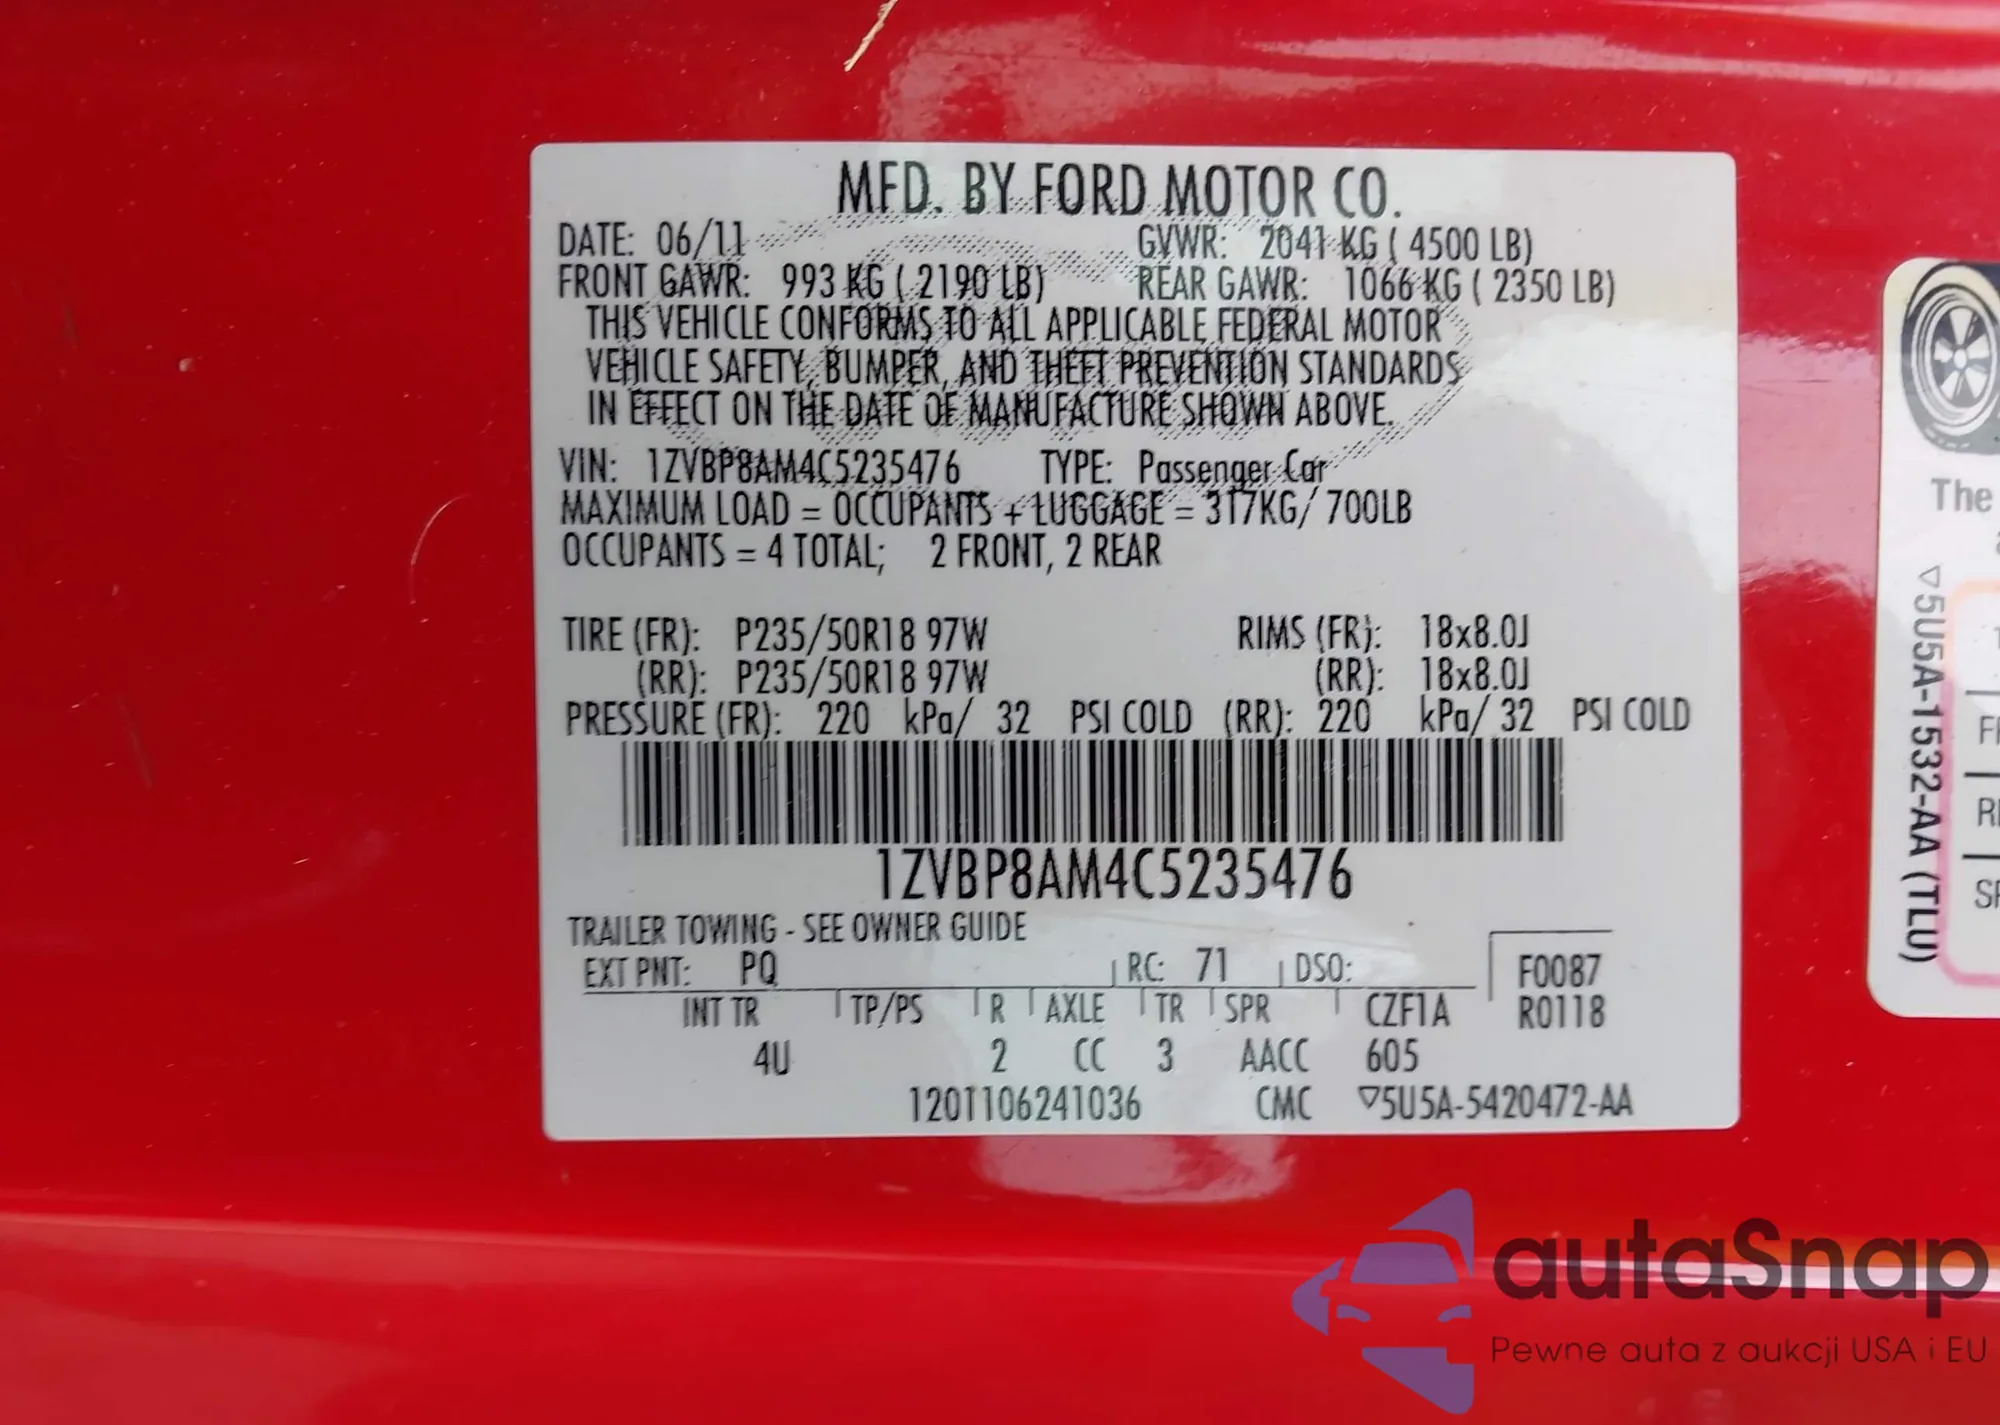 MFD. BY FORD MOTOR CO.
DATE: 06/11 GVWR: 2041 KG ( 4500 LB)
FRONT GAWR: 993 KG ( 2190 LB) REAR GAWR: 1066 KG ( 2350 LB)
THIS VEHICLE CONFORMS TO ALL APPLICABLE FEDERAL MOTOR
VEHICLE SAFETY, BUMPER, AND THEFT PREVENTION STANDARDS
IN EFFECT ON THE DATE OF MANUFACTURE SHOWN ABOVE.
VIN: 1ZVBP8AM4C5235476 TYPE: Passenger Car
MAXIMUM LOAD = OCCUPANTS + LUGGAGE = 317KG/ 700LB
OCCUPANTS = 4 TOTAL; 2 FRONT, 2 REAR
TIRE (FR): P235/50R18 97W RIMS (FR): 18x8.0J
(RR): P235/50R18 97W (RR): 18x8.0J
PRESSURE (FR): 220 kPa/ 32 PSI COLD (RR): 220 kPa/ 32 PSI COLD
1ZVBP8AM4C5235476
TRAILER TOWING - SEE OWNER GUIDE
EXT PNT: PQ RC: 71 DSO: F0087
INT TR TP/PS R AXLE TR SPR CZF1A R0118
4U 2 CC 3 AACC 605
120T106241036 CMC ▽5U5A-5420472-AA
The
▽5U5A-1532-AA (TLU)
autaSnap
Pewne auta z aukcji USA i EU